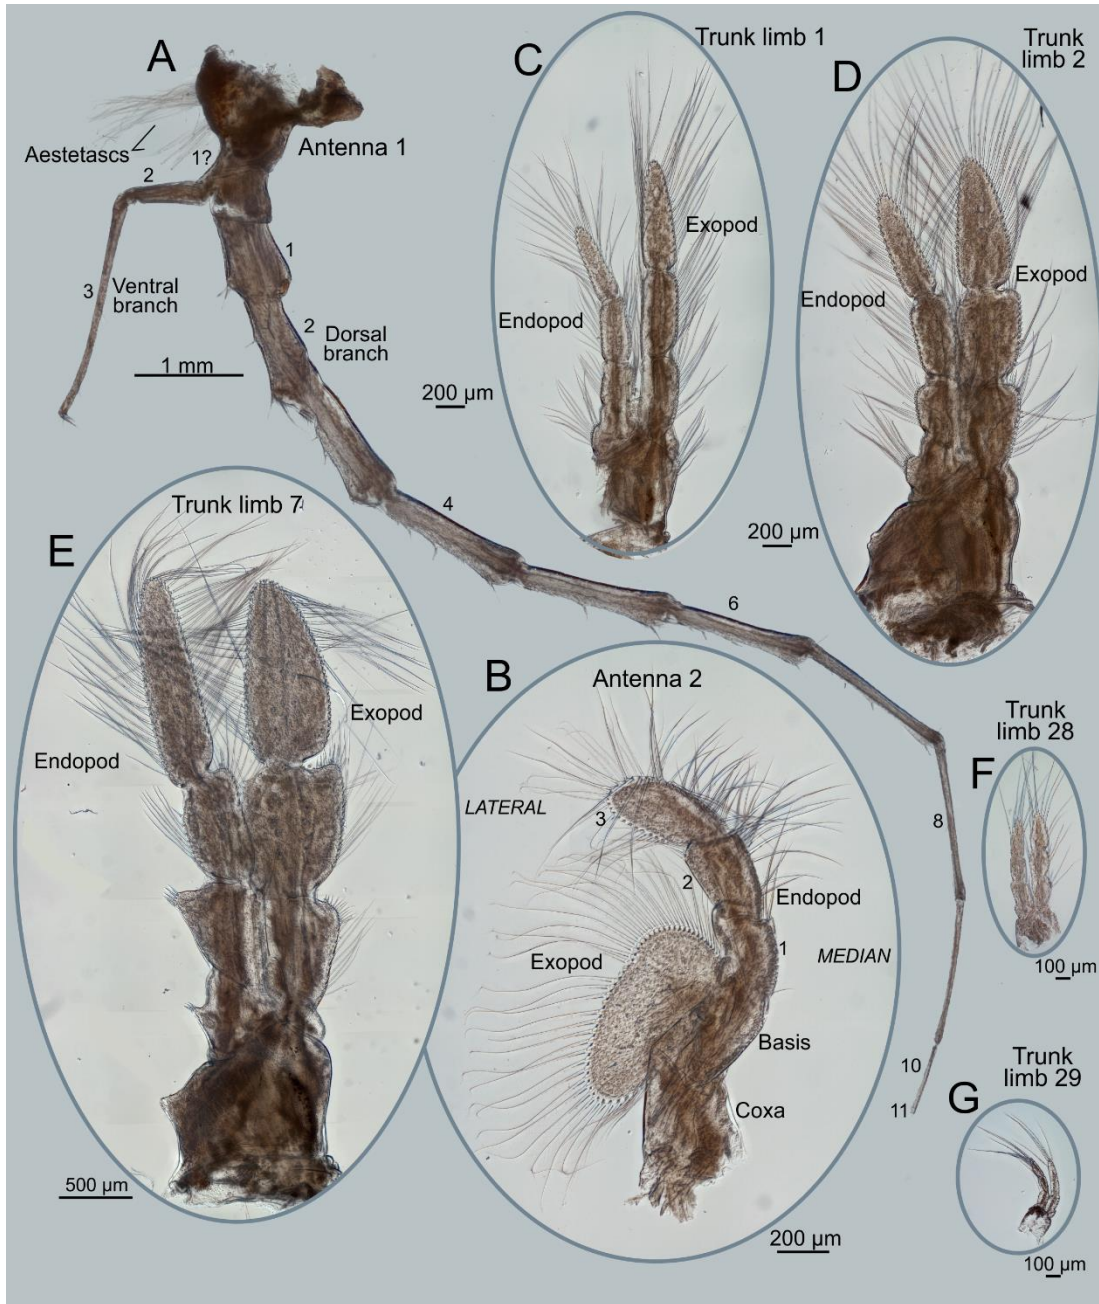 A
Aestetascs
Antenna 1
1?
2
3
Ventral
branch
1 mm
1
2
Dorsal
branch
4
6
8
10
11
C
Trunk limb 1
Exopod
Endopod
200 µm
D
Trunk
limb 2
Exopod
Endopod
200 µm
E
Trunk limb 7
Exopod
Endopod
500 µm
B
Antenna 2
LATERAL
3
2
Endopod
1
MEDIAN
Exopod
Basis
Coxa
200 µm
Trunk
limb 28
F
100 µm
Trunk
limb 29
G
100 µm